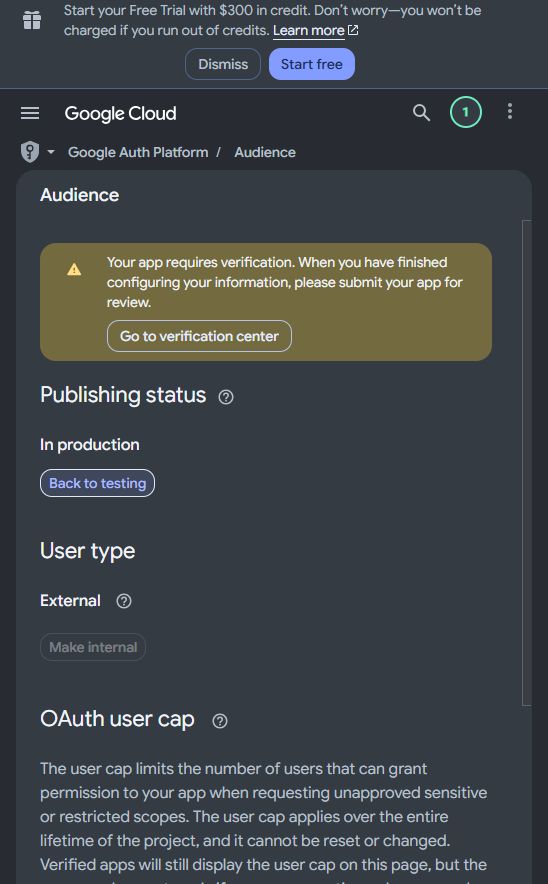 Start your Free Trial with $300 in credit. Don't worry—you won't be
charged if you run out of credits. Learn more
Dismiss
Start free
Google Cloud
1
Google Auth Platform / Audience
Audience
Your app requires verification. When you have finished
configuring your information, please submit your app for
review.
Go to verification center
Publishing status
In production
Back to testing
User type
External
Make internal
OAuth user cap
The user cap limits the number of users that can grant
permission to your app when requesting unapproved sensitive
or restricted scopes. The user cap applies over the entire
lifetime of the project, and it cannot be reset or changed.
Verified apps will still display the user cap on this page, but the